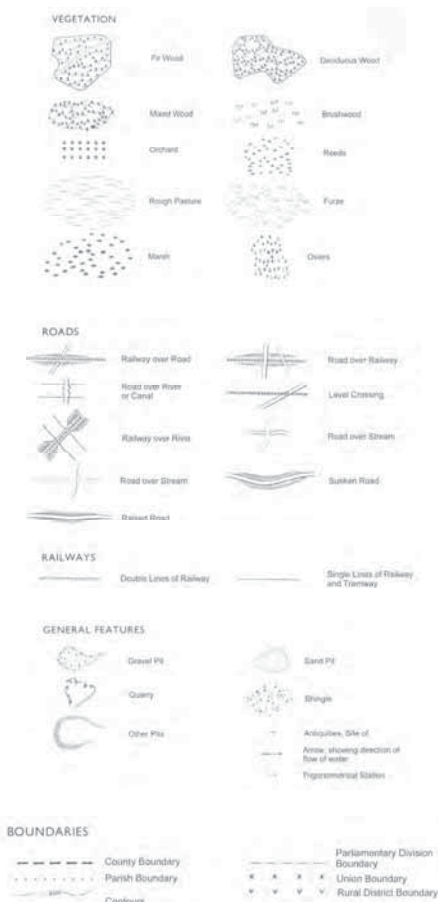 VEGETATION
Fir Wood
Deciduous Wood
Mixed Wood
Brushwood
Orchard
Reeds
Rough Pasture
Furze
Marsh
Osiers
ROADS
Railway over Road
Road over Railway
Road over River
or Canal
Level Crossing
Railway over River
Road over Stream
Road over Stream
Sunken Road
Raised Road
RAILWAYS
Double Lines of Railway
Single Lines of Railway
and Tramway
GENERAL FEATURES
Gravel Pit
Sand Pit
Quarry
Shingle
Other Pits
Antiquities, Site of
Arrow, showing direction of
flow of water
Trigonometrical Station
BOUNDARIES
County Boundary
Parliamentary Division
Boundary
Parish Boundary
Union Boundary
Rural District Boundary
Contours